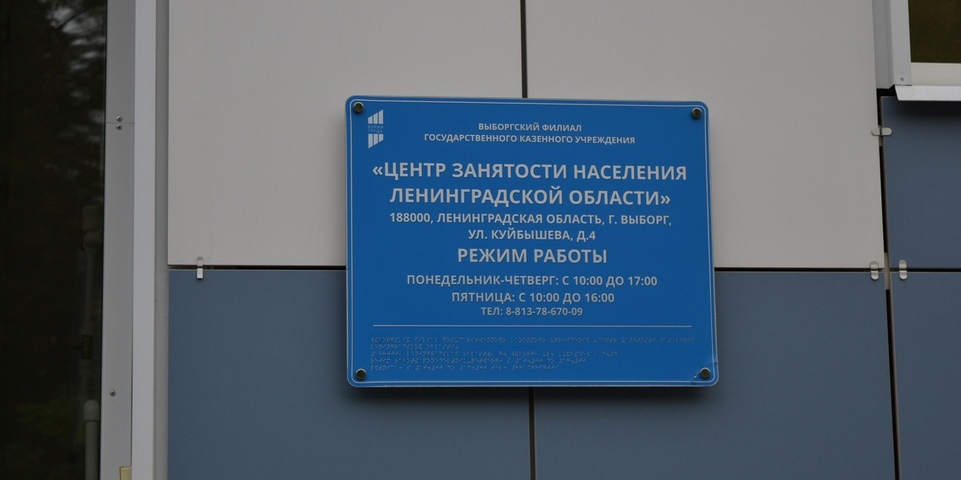 ВЫБОРГСКИЙ ФИЛИАЛ
ГОСУДАРСТВЕННОГО КАЗЕННОГО УЧРЕЖДЕНИЯ
«ЦЕНТР ЗАНЯТОСТИ НАСЕЛЕНИЯ
ЛЕНИНГРАДСКОЙ ОБЛАСТИ»
188000, ЛЕНИНГРАДСКАЯ ОБЛАСТЬ, Г. ВЫБОРГ,
УЛ. КУЙБЫШЕВА, Д.4
РЕЖИМ РАБОТЫ
ПОНЕДЕЛЬНИК-ЧЕТВЕРГ: С 10:00 ДО 17:00
ПЯТНИЦА: С 10:00 ДО 16:00
ТЕЛ: 8-813-78-670-09